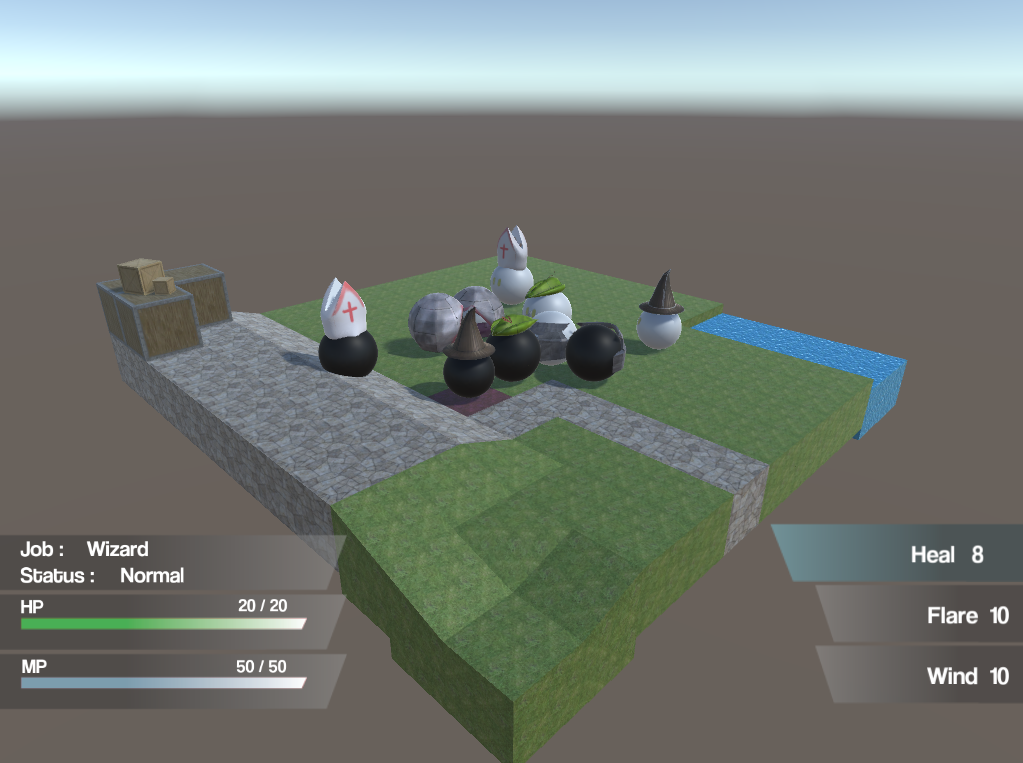 Job : Wizard
Status : Normal
HP 20 / 20
MP 50 / 50
Heal 8
Flare 10
Wind 10